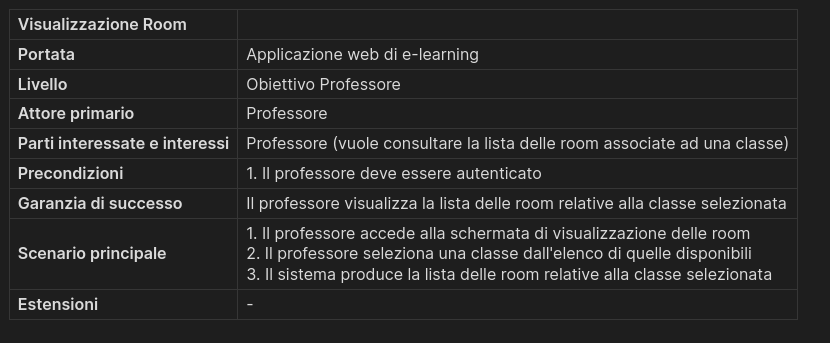 Visualizzazione Room
Portata Applicazione web di e-learning
Livello Obiettivo Professore
Attore primario Professore
Parti interessate e interessi Professore (vuole consultare la lista delle room associate ad una classe)
Precondizioni 1. Il professore deve essere autenticato
Garanzia di successo Il professore visualizza la lista delle room relative alla classe selezionata
Scenario principale 1. Il professore accede alla schermata di visualizzazione delle room
2. Il professore seleziona una classe dall'elenco di quelle disponibili
3. Il sistema produce la lista delle room relative alla classe selezionata
Estensioni -